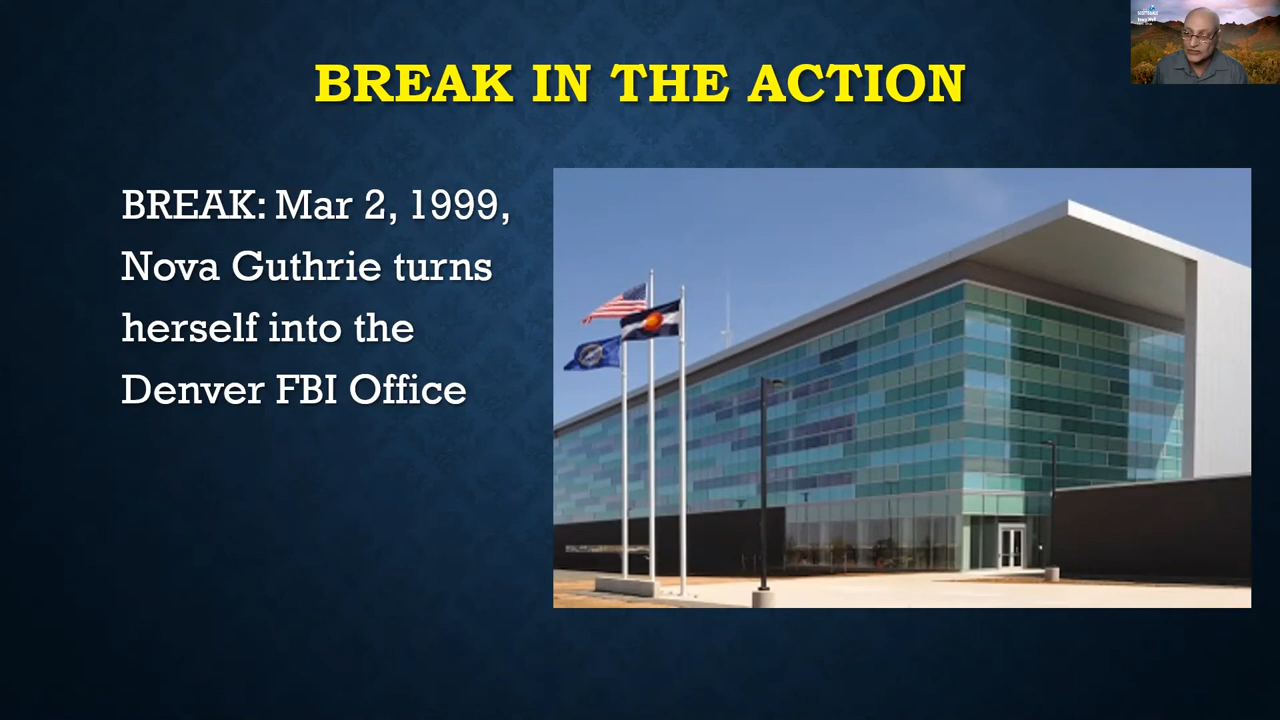 BREAK IN THE ACTION
BREAK: Mar 2, 1999,
Nova Guthrie turns
herself into the
Denver FBI Office